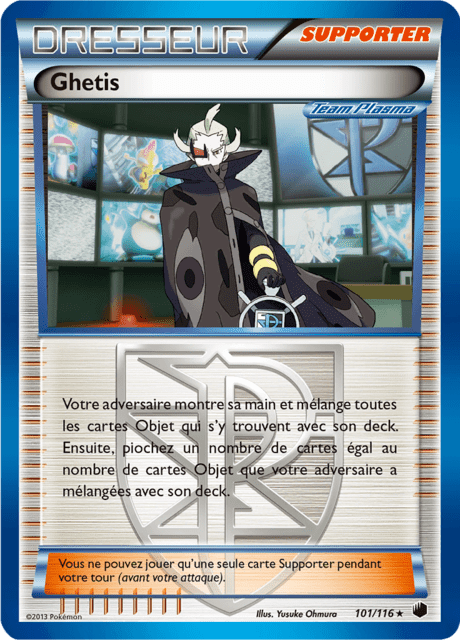 DRESSEUR
SUPPORTER
Ghetis
Team Plasma
Votre adversaire montre sa main et mélange toutes
les cartes Objet qui s'y trouvent avec son deck.
Ensuite, piochez un nombre de cartes égal au
nombre de cartes Objet que votre adversaire a
mélangées avec son deck.
Vous ne pouvez jouer qu'une seule carte Supporter pendant
votre tour (avant votre attaque).
©2013 Pokémon
Illus. Yusuke Ohmura
101/116 ★